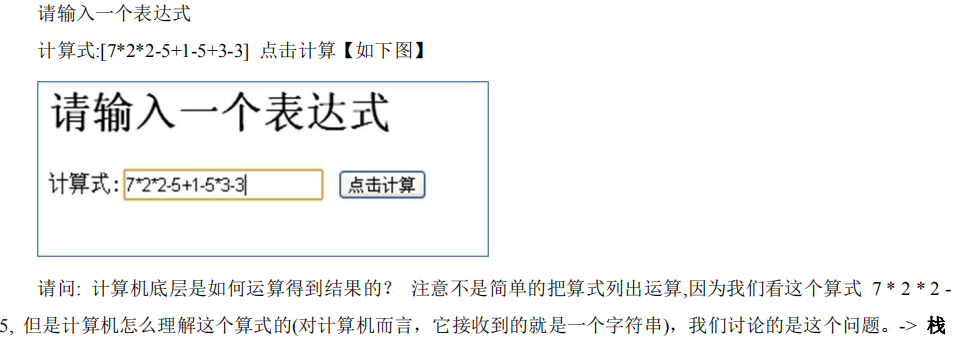 请输入一个表达式
计算式:[7*2*2-5+1-5+3-3] 点击计算【如下图】
请输入一个表达式
计算式:7*2*2-5+1-5*3-3 点击计算
请问: 计算机底层是如何运算得到结果的？ 注意不是简单的把算式列出运算,因为我们看这个算式 7 * 2 * 2 -
5, 但是计算机怎么理解这个算式的(对计算机而言，它接收到的就是一个字符串)，我们讨论的是这个问题。-> 栈